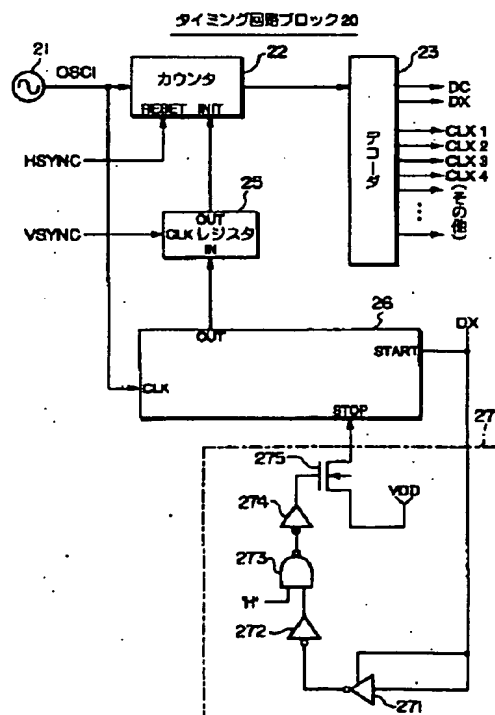 タイミング回路ブロック20
21
OSCI
カウンタ
RESET INIT
22
23
デコーダ
DC
DX
CLX 1
CLX 2
CLX 3
CLX 4
(その他)
HSYNC
25
OUT
CLK レジスタ
IN
VSYNC
26
OUT
START
DX
CLK
STOP
27
275
VDD
274
273
'H'
272
271